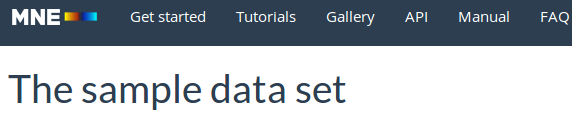 MNE Get started Tutorials Gallery API Manual FAQ
The sample data set